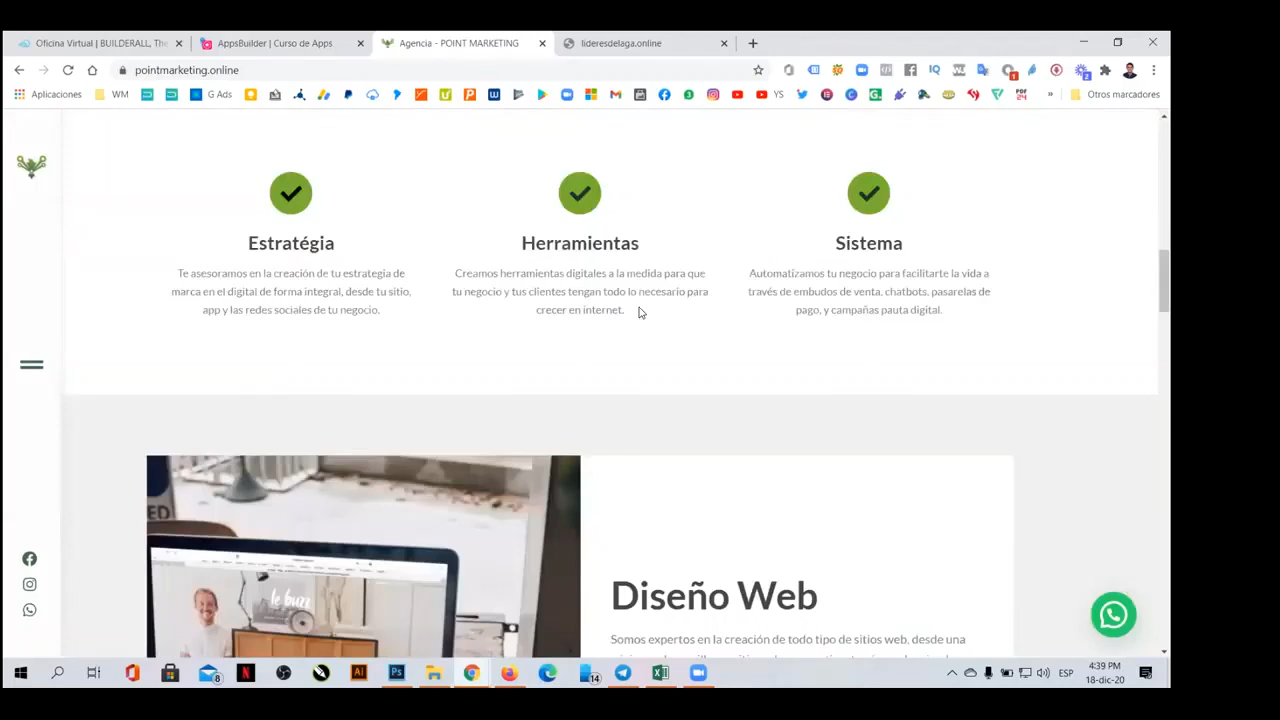 Oficina Virtual | BUILDERALL, The
AppsBuilder | Curso de Apps
Agencia - POINT MARKETING
lideresdelaga.online
pointmarketing.online
Aplicaciones
WM
G Ads
YS
Otros marcadores
Estratégia
Te asesoramos en la creación de tu estrategia de
marca en el digital de forma integral, desde tu sitio,
app y las redes sociales de tu negocio.
Herramientas
Creamos herramientas digitales a la medida para que
tu negocio y tus clientes tengan todo lo necesario para
crecer en internet.
Sistema
Automatizamos tu negocio para facilitarte la vida a
través de embudos de venta, chatbots, pasarelas de
pago, y campañas pauta digital.
le buzz
Diseño Web
Somos expertos en la creación de todo tipo de sitios web, desde una
8
14
ESP
4:39 PM
18-dic-20